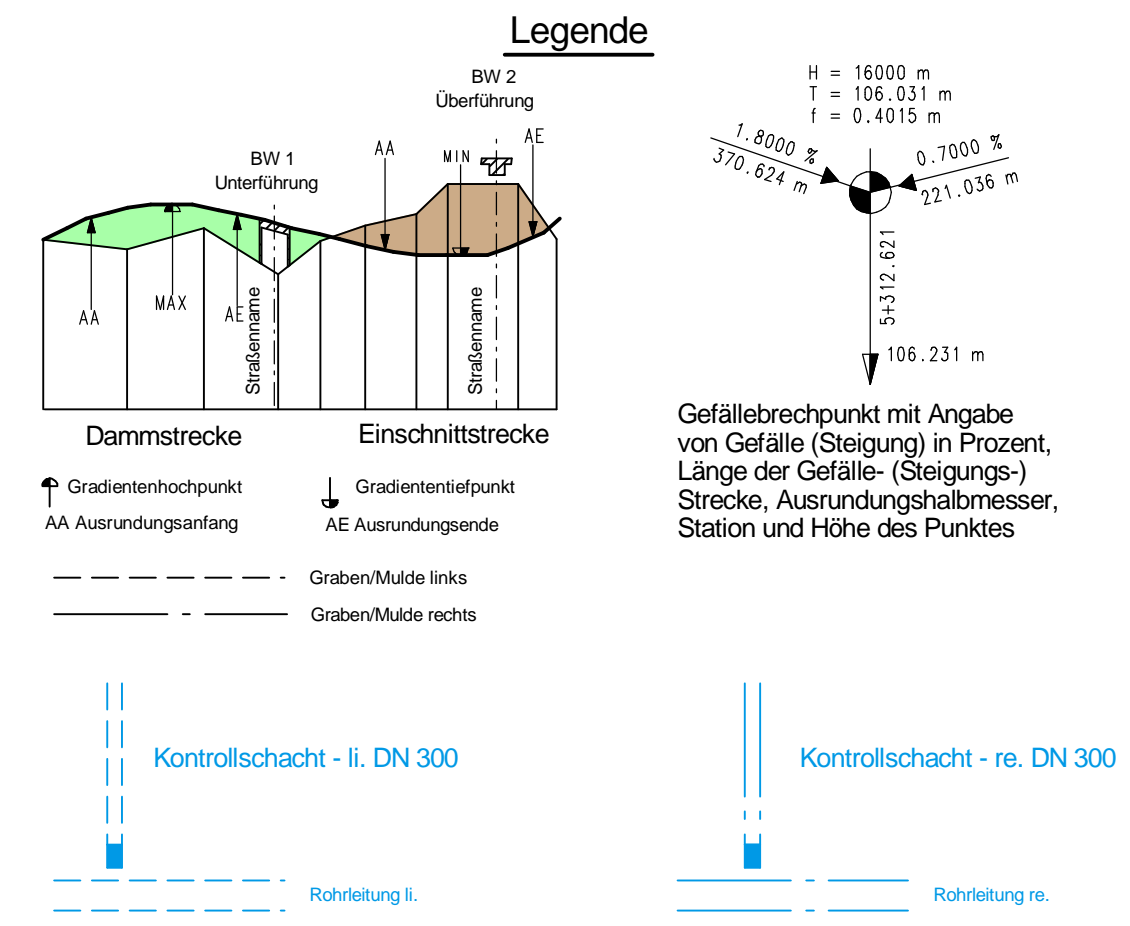 Legende
BW 1
Unterführung
BW 2
Überführung
AA
MAX
AE
AA
MIN
AE
Straßenname
Straßenname
Dammstrecke
Einschnittstrecke
Gradientenhochpunkt
Gradiententiefpunkt
AA Ausrundungsanfang
AE Ausrundungsende
Graben/Mulde links
Graben/Mulde rechts
H = 16000 m
T = 106.031 m
f = 0.4015 m
1.8000 %
370.624 m
0.7000 %
221.036 m
5+312.621
106.231 m
Gefällebrechpunkt mit Angabe
von Gefälle (Steigung) in Prozent,
Länge der Gefälle- (Steigungs-)
Strecke, Ausrundungshalbmesser,
Station und Höhe des Punktes
Kontrollschacht - li. DN 300
Rohrleitung li.
Kontrollschacht - re. DN 300
Rohrleitung re.